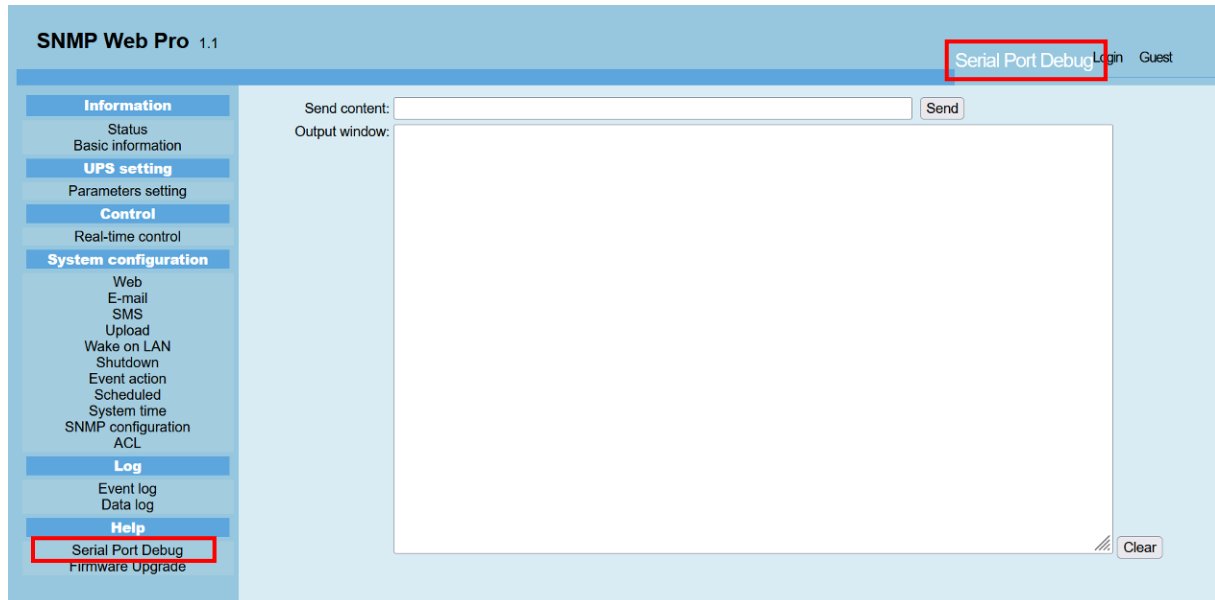 SNMP Web Pro 1.1
Serial Port Debug
Login Guest
Information
Status
Basic information
UPS setting
Parameters setting
Control
Real-time control
System configuration
Web
E-mail
SMS
Upload
Wake on LAN
Shutdown
Event action
Scheduled
System time
SNMP configuration
ACL
Log
Event log
Data log
Help
Serial Port Debug
Firmware Upgrade
Send content:
Send
Output window:
Clear